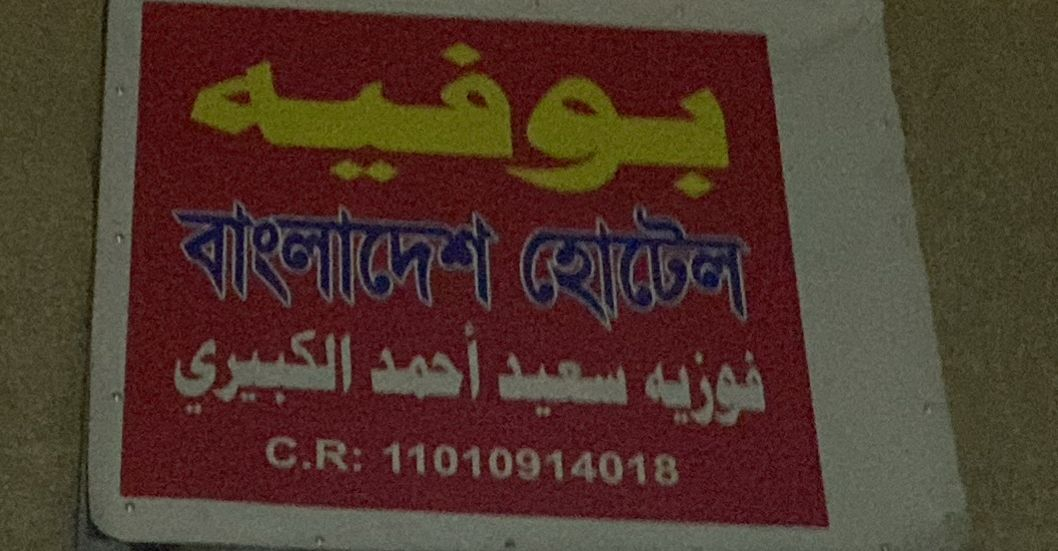 بوفيه
বাংলাদেশ হোটেল
فوزيه سعيد أحمد الكبيري
C.R: 11010914018